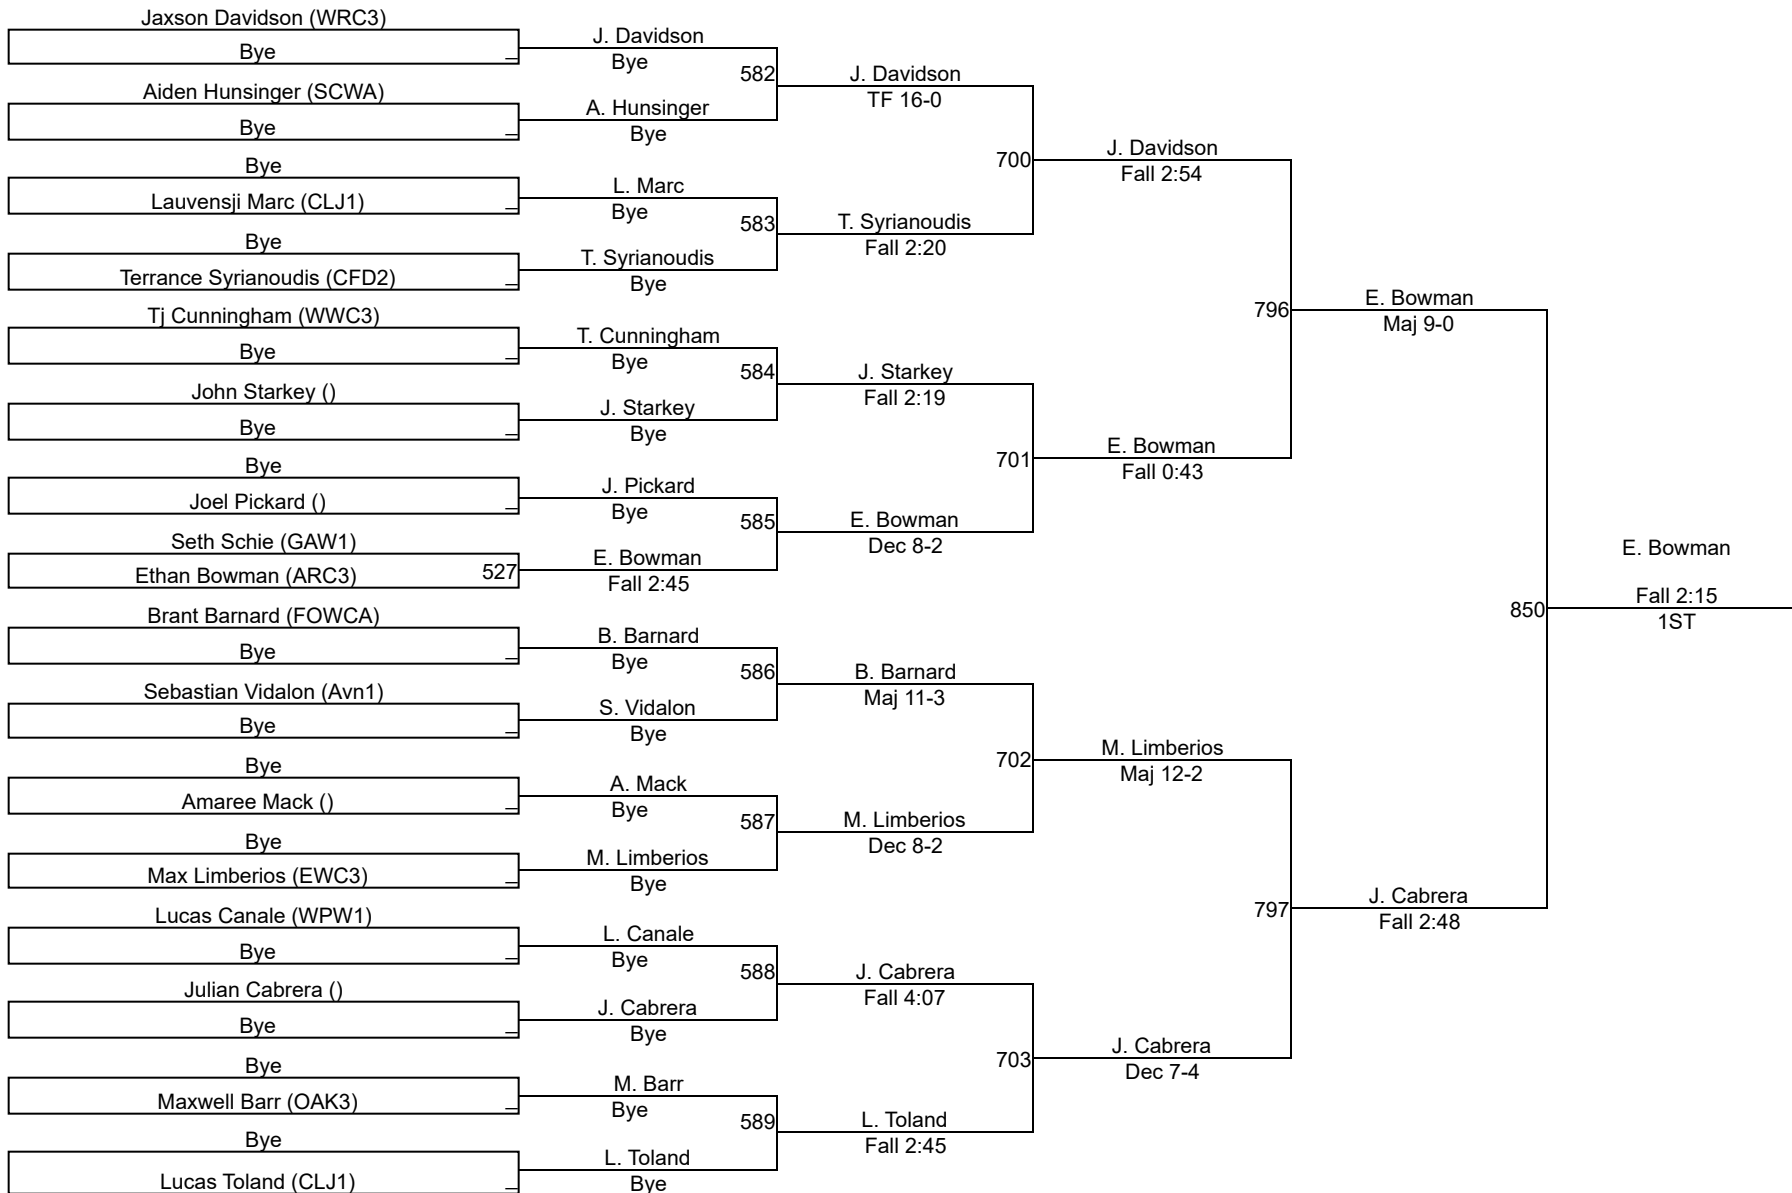 Jaxson Davidson (WRC3)
Bye
_
Aiden Hunsinger (SCWA)
Bye
_
Bye
Lauvensji Marc (CLJ1)
_
Bye
Terrance Syrianoudis (CFD2)
_
Tj Cunningham (WWC3)
Bye
_
John Starkey ()
Bye
_
Bye
Joel Pickard ()
_
Seth Schie (GAW1)
Ethan Bowman (ARC3)
527
Brant Barnard (FOWCA)
Bye
_
Sebastian Vidalon (Avn1)
Bye
_
Bye
Amaree Mack ()
_
Bye
Max Limberios (EWC3)
_
Lucas Canale (WPW1)
Bye
_
Julian Cabrera ()
Bye
_
Bye
Maxwell Barr (OAK3)
_
Bye
Lucas Toland (CLJ1)
_
J. Davidson
Bye
582
A. Hunsinger
Bye
L. Marc
Bye
583
T. Syrianoudis
Bye
T. Cunningham
Bye
584
J. Starkey
Bye
J. Pickard
Bye
585
E. Bowman
Fall 2:45
B. Barnard
Bye
586
S. Vidalon
Bye
A. Mack
Bye
587
M. Limberios
Bye
L. Canale
Bye
588
J. Cabrera
Bye
M. Barr
Bye
589
L. Toland
Bye
J. Davidson
TF 16-0
700
T. Syrianoudis
Fall 2:20
J. Starkey
Fall 2:19
701
E. Bowman
Dec 8-2
B. Barnard
Maj 11-3
702
M. Limberios
Dec 8-2
J. Cabrera
Fall 4:07
703
L. Toland
Fall 2:45
J. Davidson
Fall 2:54
796
E. Bowman
Fall 0:43
M. Limberios
Maj 12-2
797
J. Cabrera
Dec 7-4
E. Bowman
Maj 9-0
850
J. Cabrera
Fall 2:48
E. Bowman
Fall 2:15
1ST